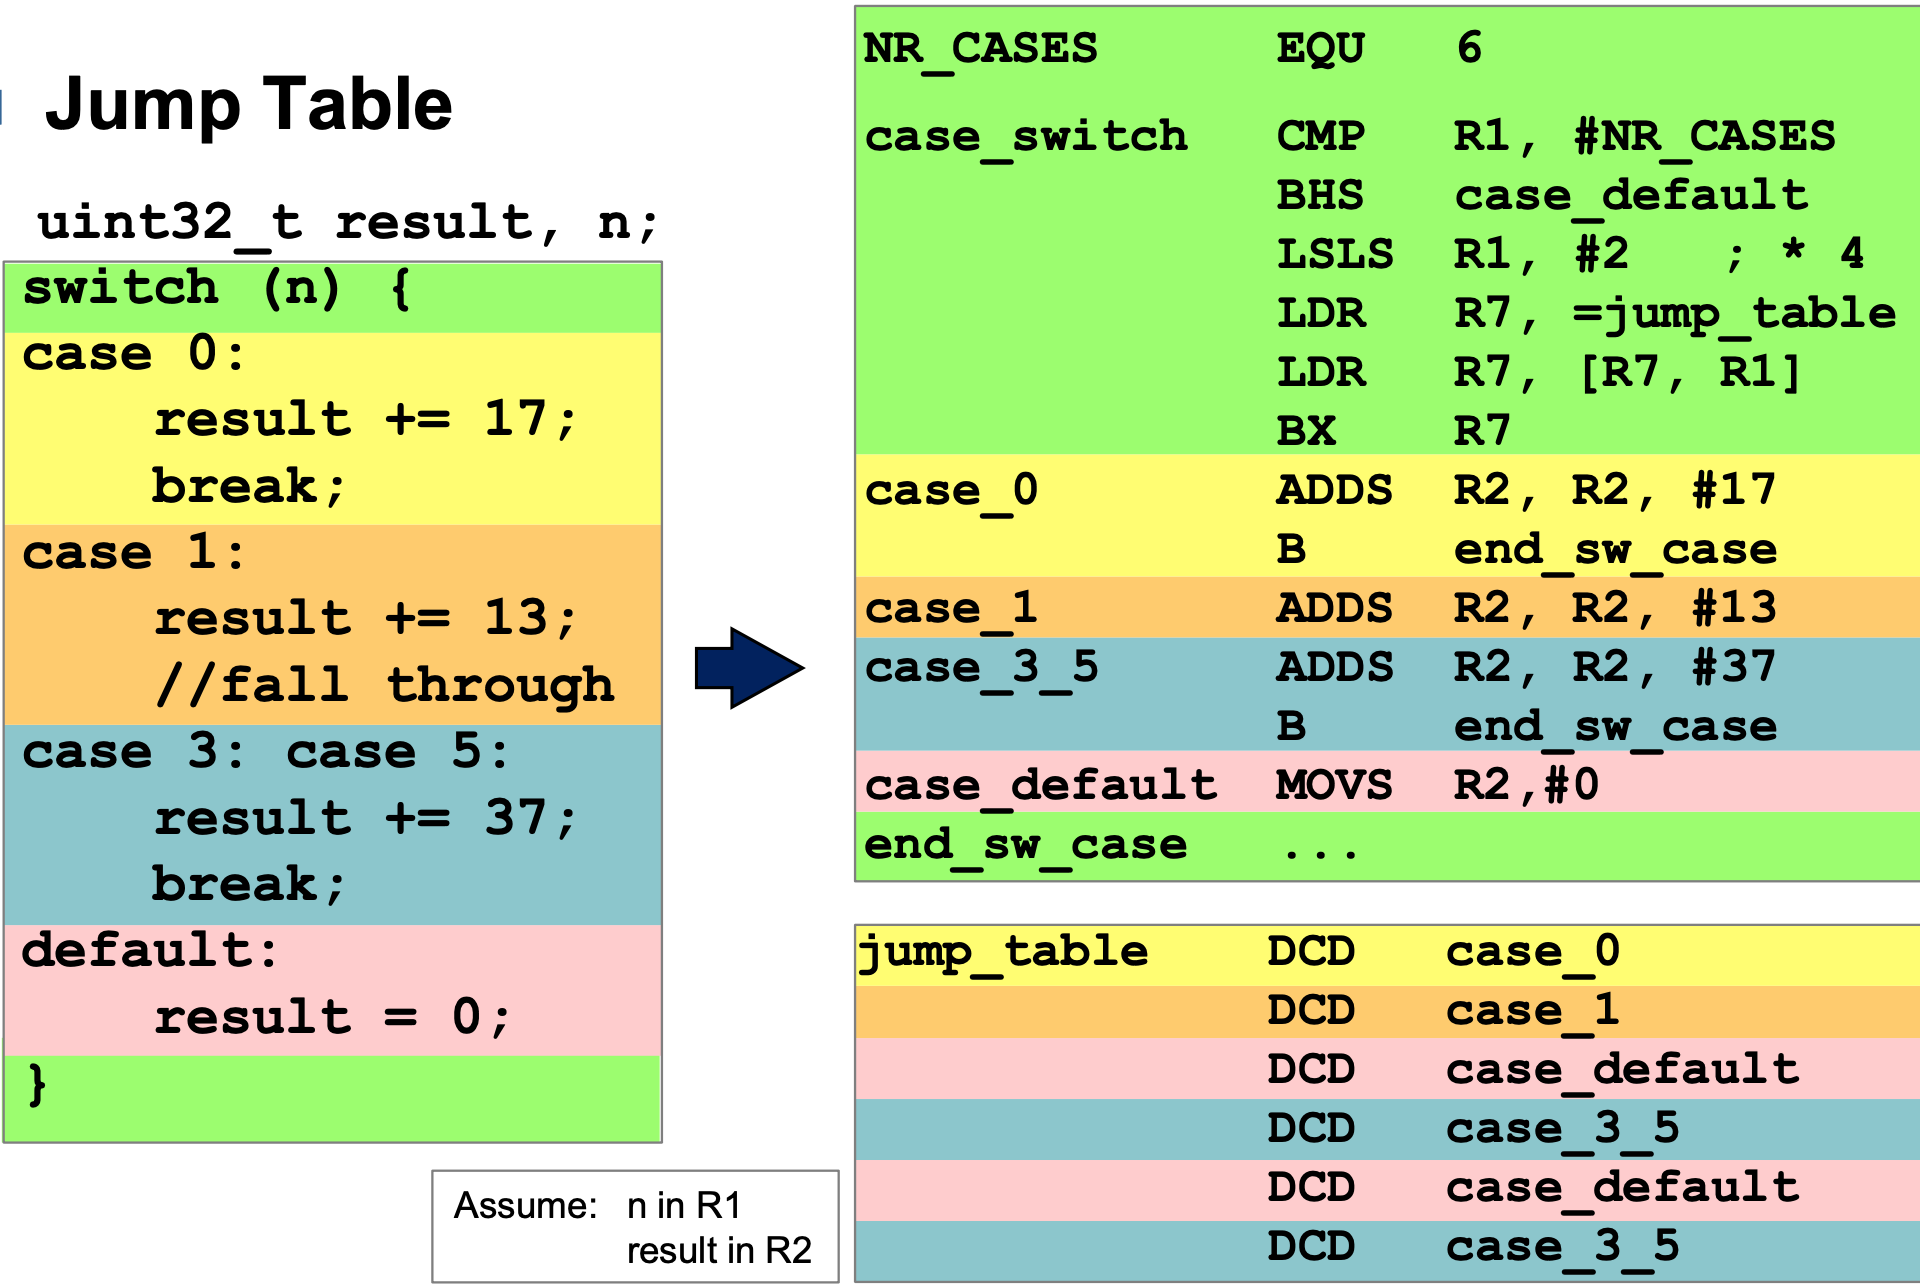 Jump Table
uint32_t result, n;
switch (n) {
case 0:
result += 17;
break;
case 1:
result += 13;
//fall through
case 3: case 5:
result += 37;
break;
default:
result = 0;
}
Assume: n in R1
result in R2
NR_CASES EQU 6
case_switch CMP R1, #NR_CASES
BHS case_default
LSLS R1, #2 ; * 4
LDR R7, =jump_table
LDR R7, [R7, R1]
BX R7
case_0 ADDS R2, R2, #17
B end_sw_case
case_1 ADDS R2, R2, #13
case_3_5 ADDS R2, R2, #37
B end_sw_case
case_default MOVS R2,#0
end_sw_case ...
jump_table DCD case_0
DCD case_1
DCD case_default
DCD case_3_5
DCD case_default
DCD case_3_5